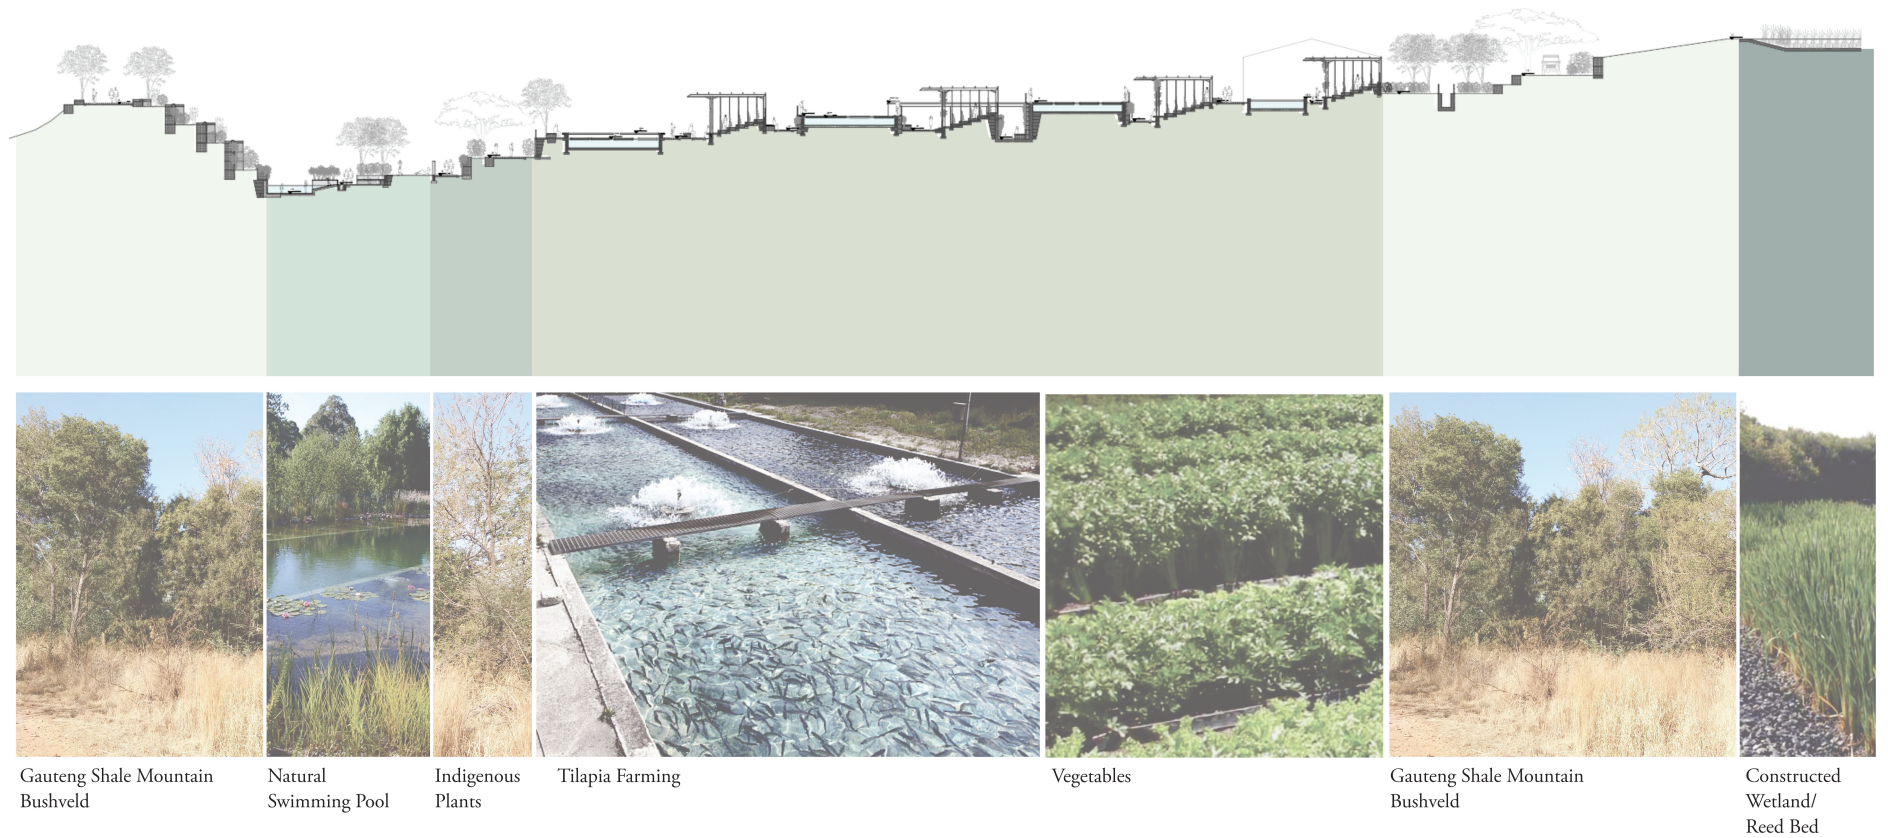 Gauteng Shale Mountain
Bushveld
Natural
Swimming Pool
Indigenous
Plants
Tilapia Farming
Vegetables
Gauteng Shale Mountain
Bushveld
Constructed
Wetland/
Reed Bed